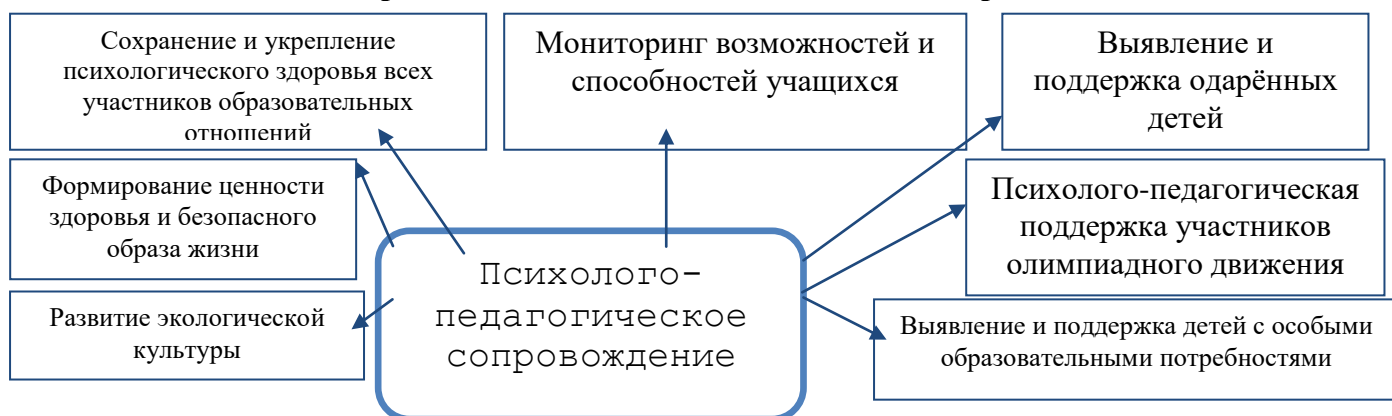 Сохранение и укрепление
психологического здоровья всех
участников образовательных
отношений
Мониторинг возможностей и
способностей учащихся
Выявление и
поддержка одарённых
детей
Формирование ценности
здоровья и безопасного
образа жизни
Психолого-педагогическая
поддержка участников
олимпиадного движения
Психолого-
педагогическое
сопровождение
Развитие экологической
культуры
Выявление и поддержка детей с особыми
образовательными потребностями